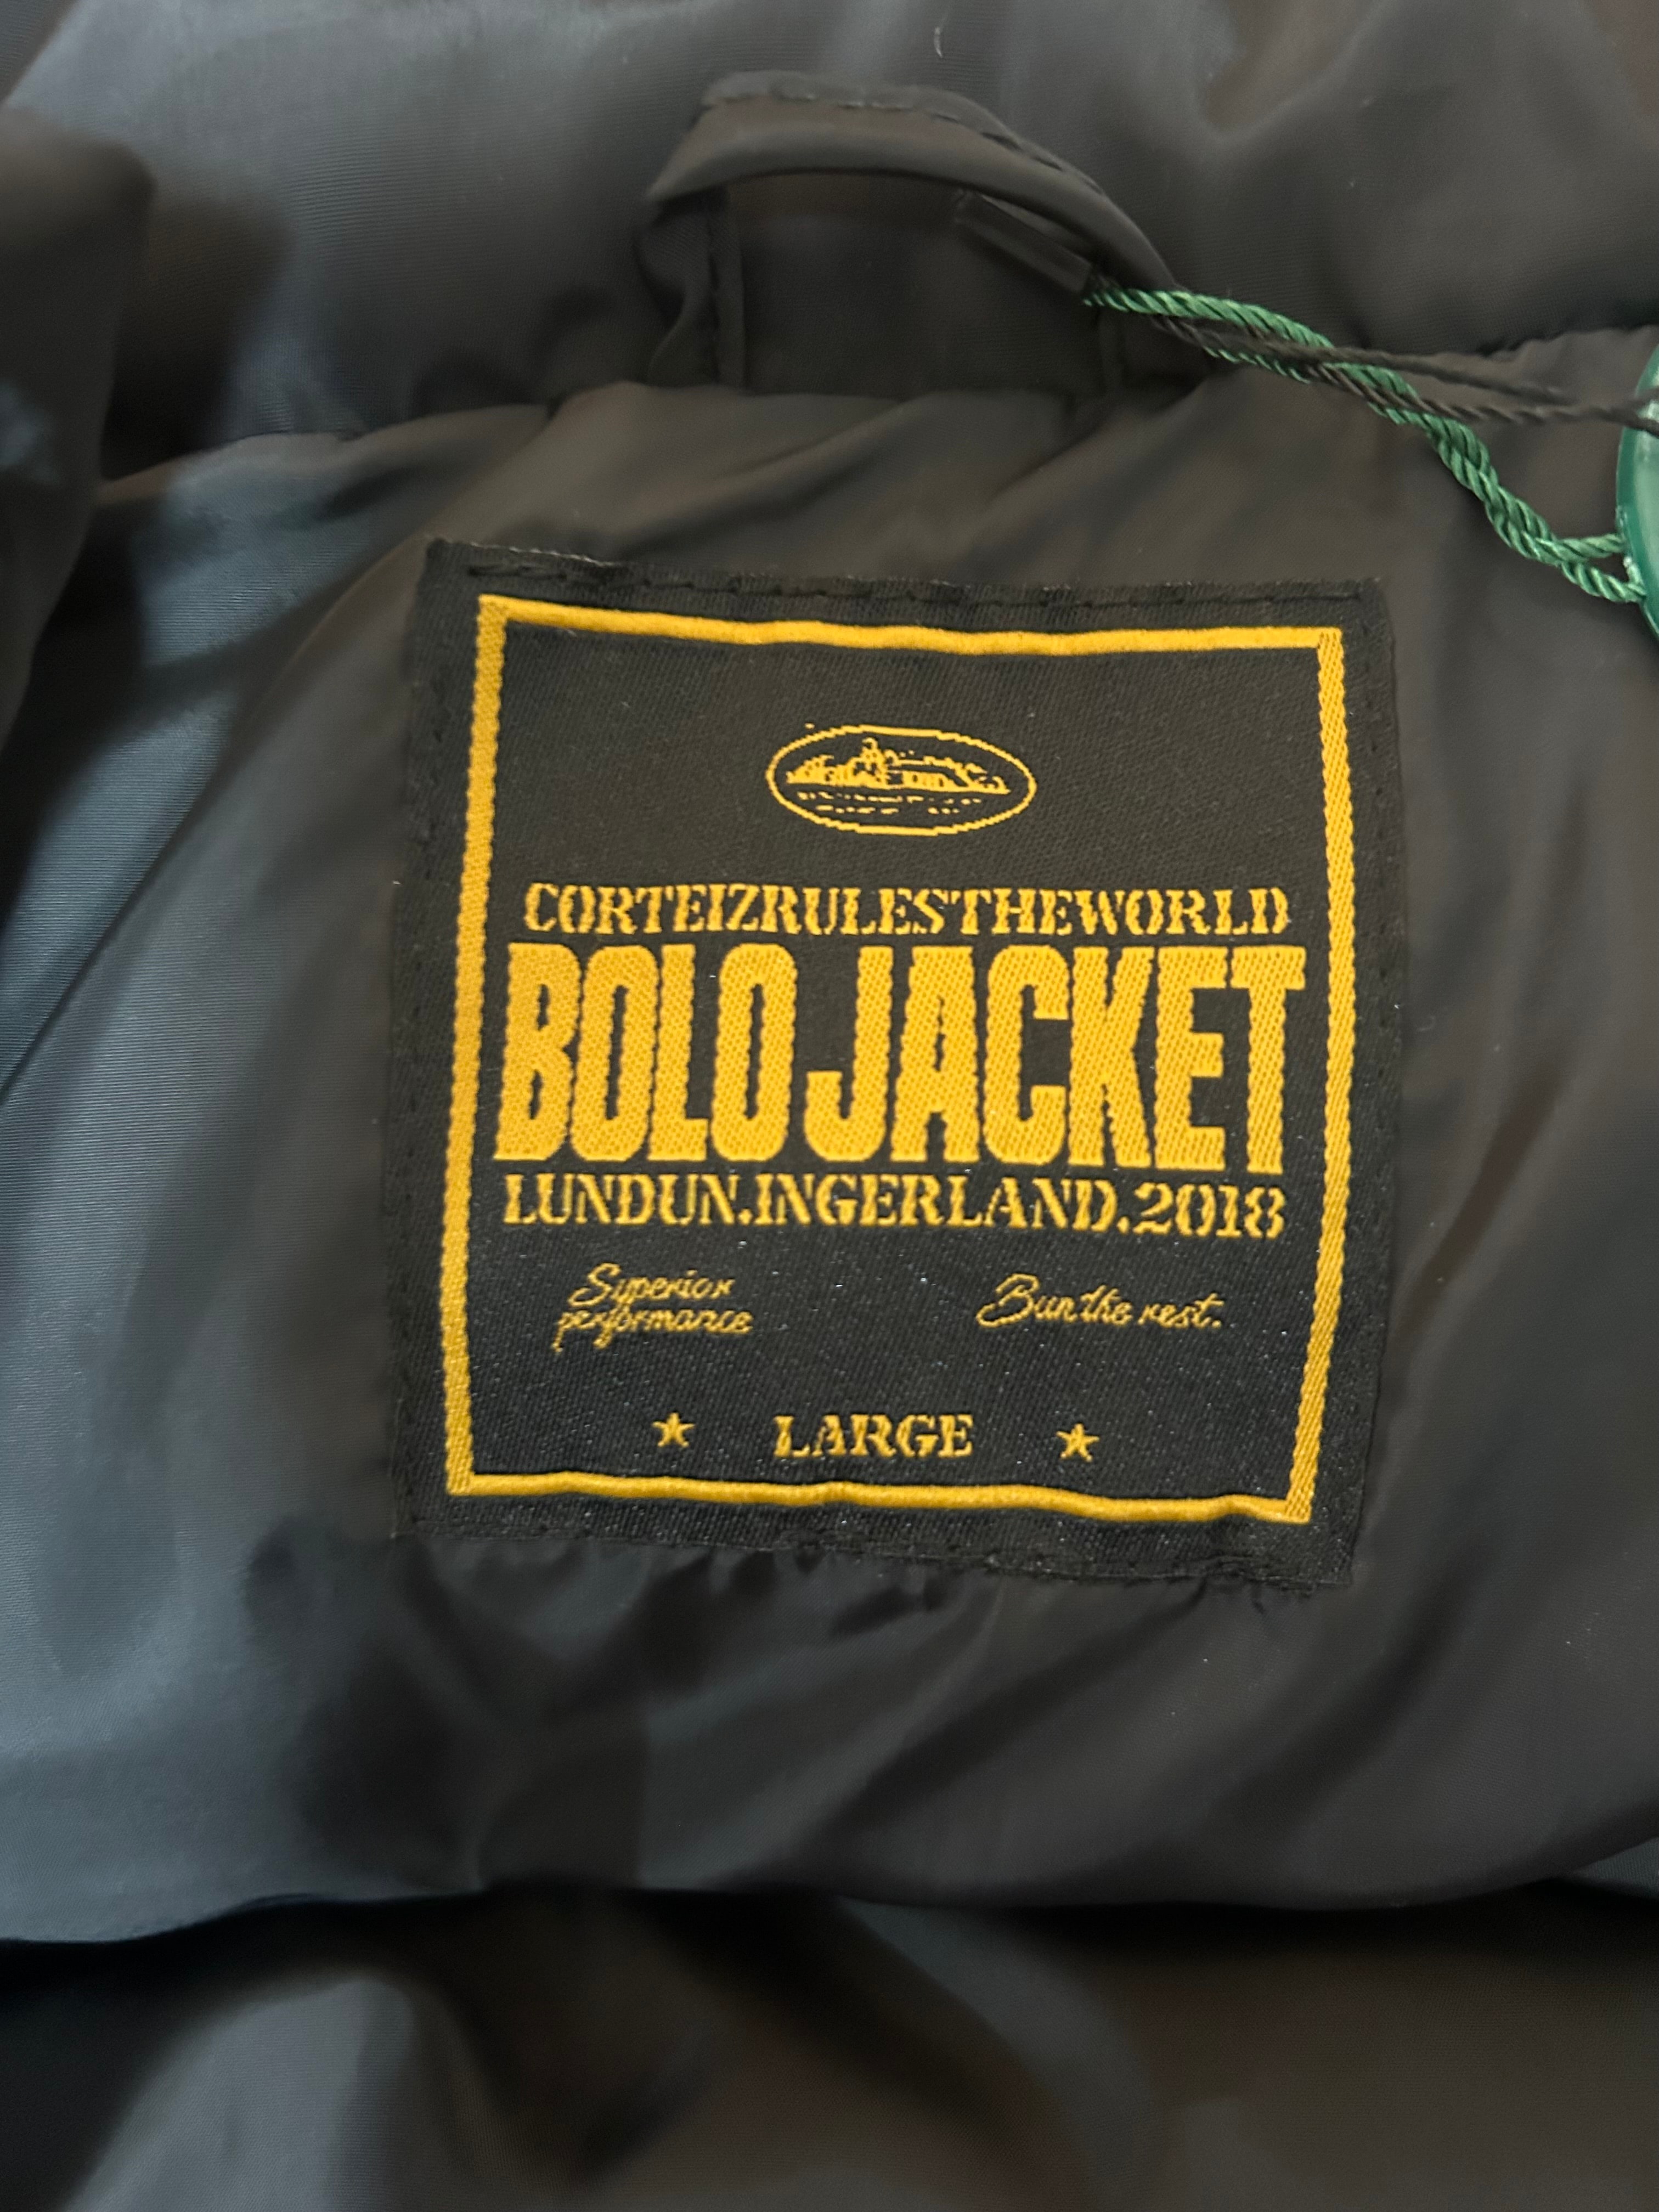 CORTEIZRULESTHEWORLD
BOLO JACKET
LUNDUN.INGERLAND.2018
Superior
performance
Bun the rest.
LARGE